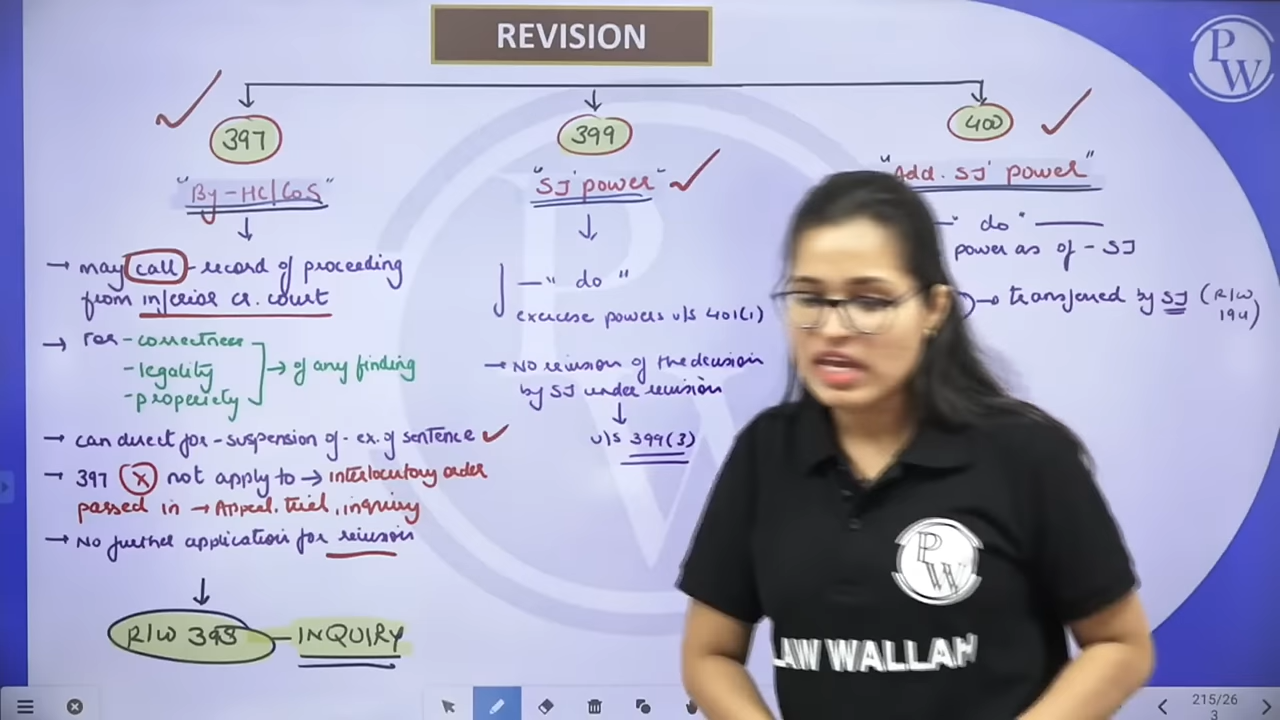 REVISION
PW
397
"By-HC/CoS"
→ may call - record of proceeding
from inferior cr. court
→ For - correctness
- legality
- propriety
→ of any finding
→ can direct for - suspension of - ex. of sentence ✓
→ 397 (x) not apply to → interlocutory order
passed in → Appeal, trial, inquiry
→ No further application for revision
R/W 398 — INQUIRY
399
"SJ power"
— "do"
exercise powers u/s 401(1)
→ No revision of the decision
by SJ under revision
u/s 399(3)
400
"Add. SJ power"
" do "
power as of - SJ
→ transferred by SJ (R/W
194)
PW
LAW WALLAH
215/26
3